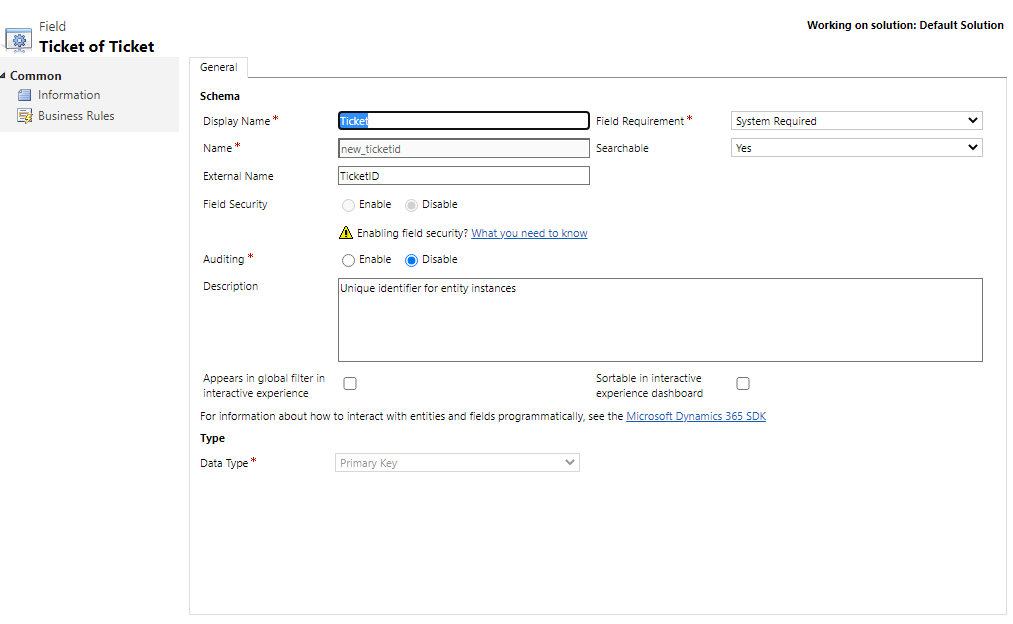 Field
Ticket of Ticket
Working on solution: Default Solution
Common
Information
Business Rules
General
Schema
Display Name * Ticket Field Requirement * System Required
Name * new_ticketid Searchable Yes
External Name TicketID
Field Security Enable Disable
Enabling field security? What you need to know
Auditing * Enable Disable
Description Unique identifier for entity instances
Appears in global filter in
interactive experience
Sortable in interactive
experience dashboard
For information about how to interact with entities and fields programmatically, see the Microsoft Dynamics 365 SDK
Type
Data Type * Primary Key